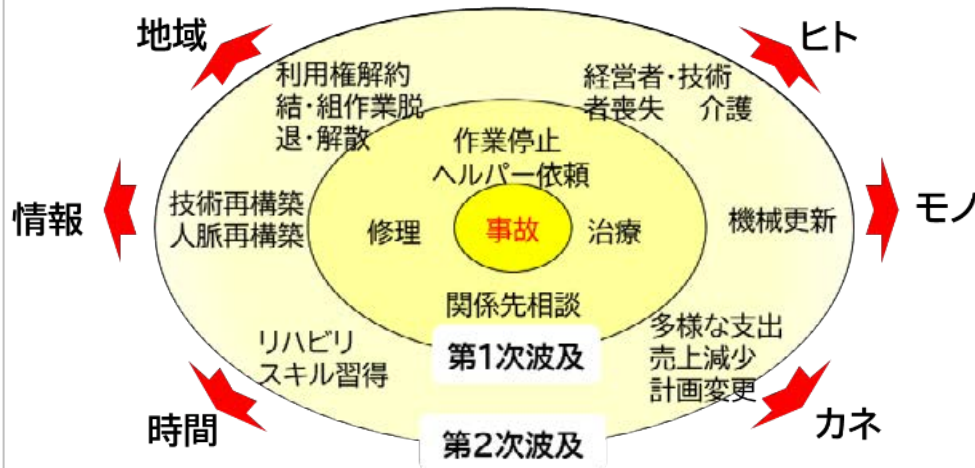 地域
ヒト
利用権解約
結・組作業脱
退・解散
経営者・技術
者喪失 介護
作業停止
ヘルパー依頼
情報
技術再構築
人脈再構築
修理
事故
治療
機械更新
モノ
関係先相談
リハビリ
スキル習得
第1次波及
多様な支出
売上減少
計画変更
時間
第2次波及
カネ